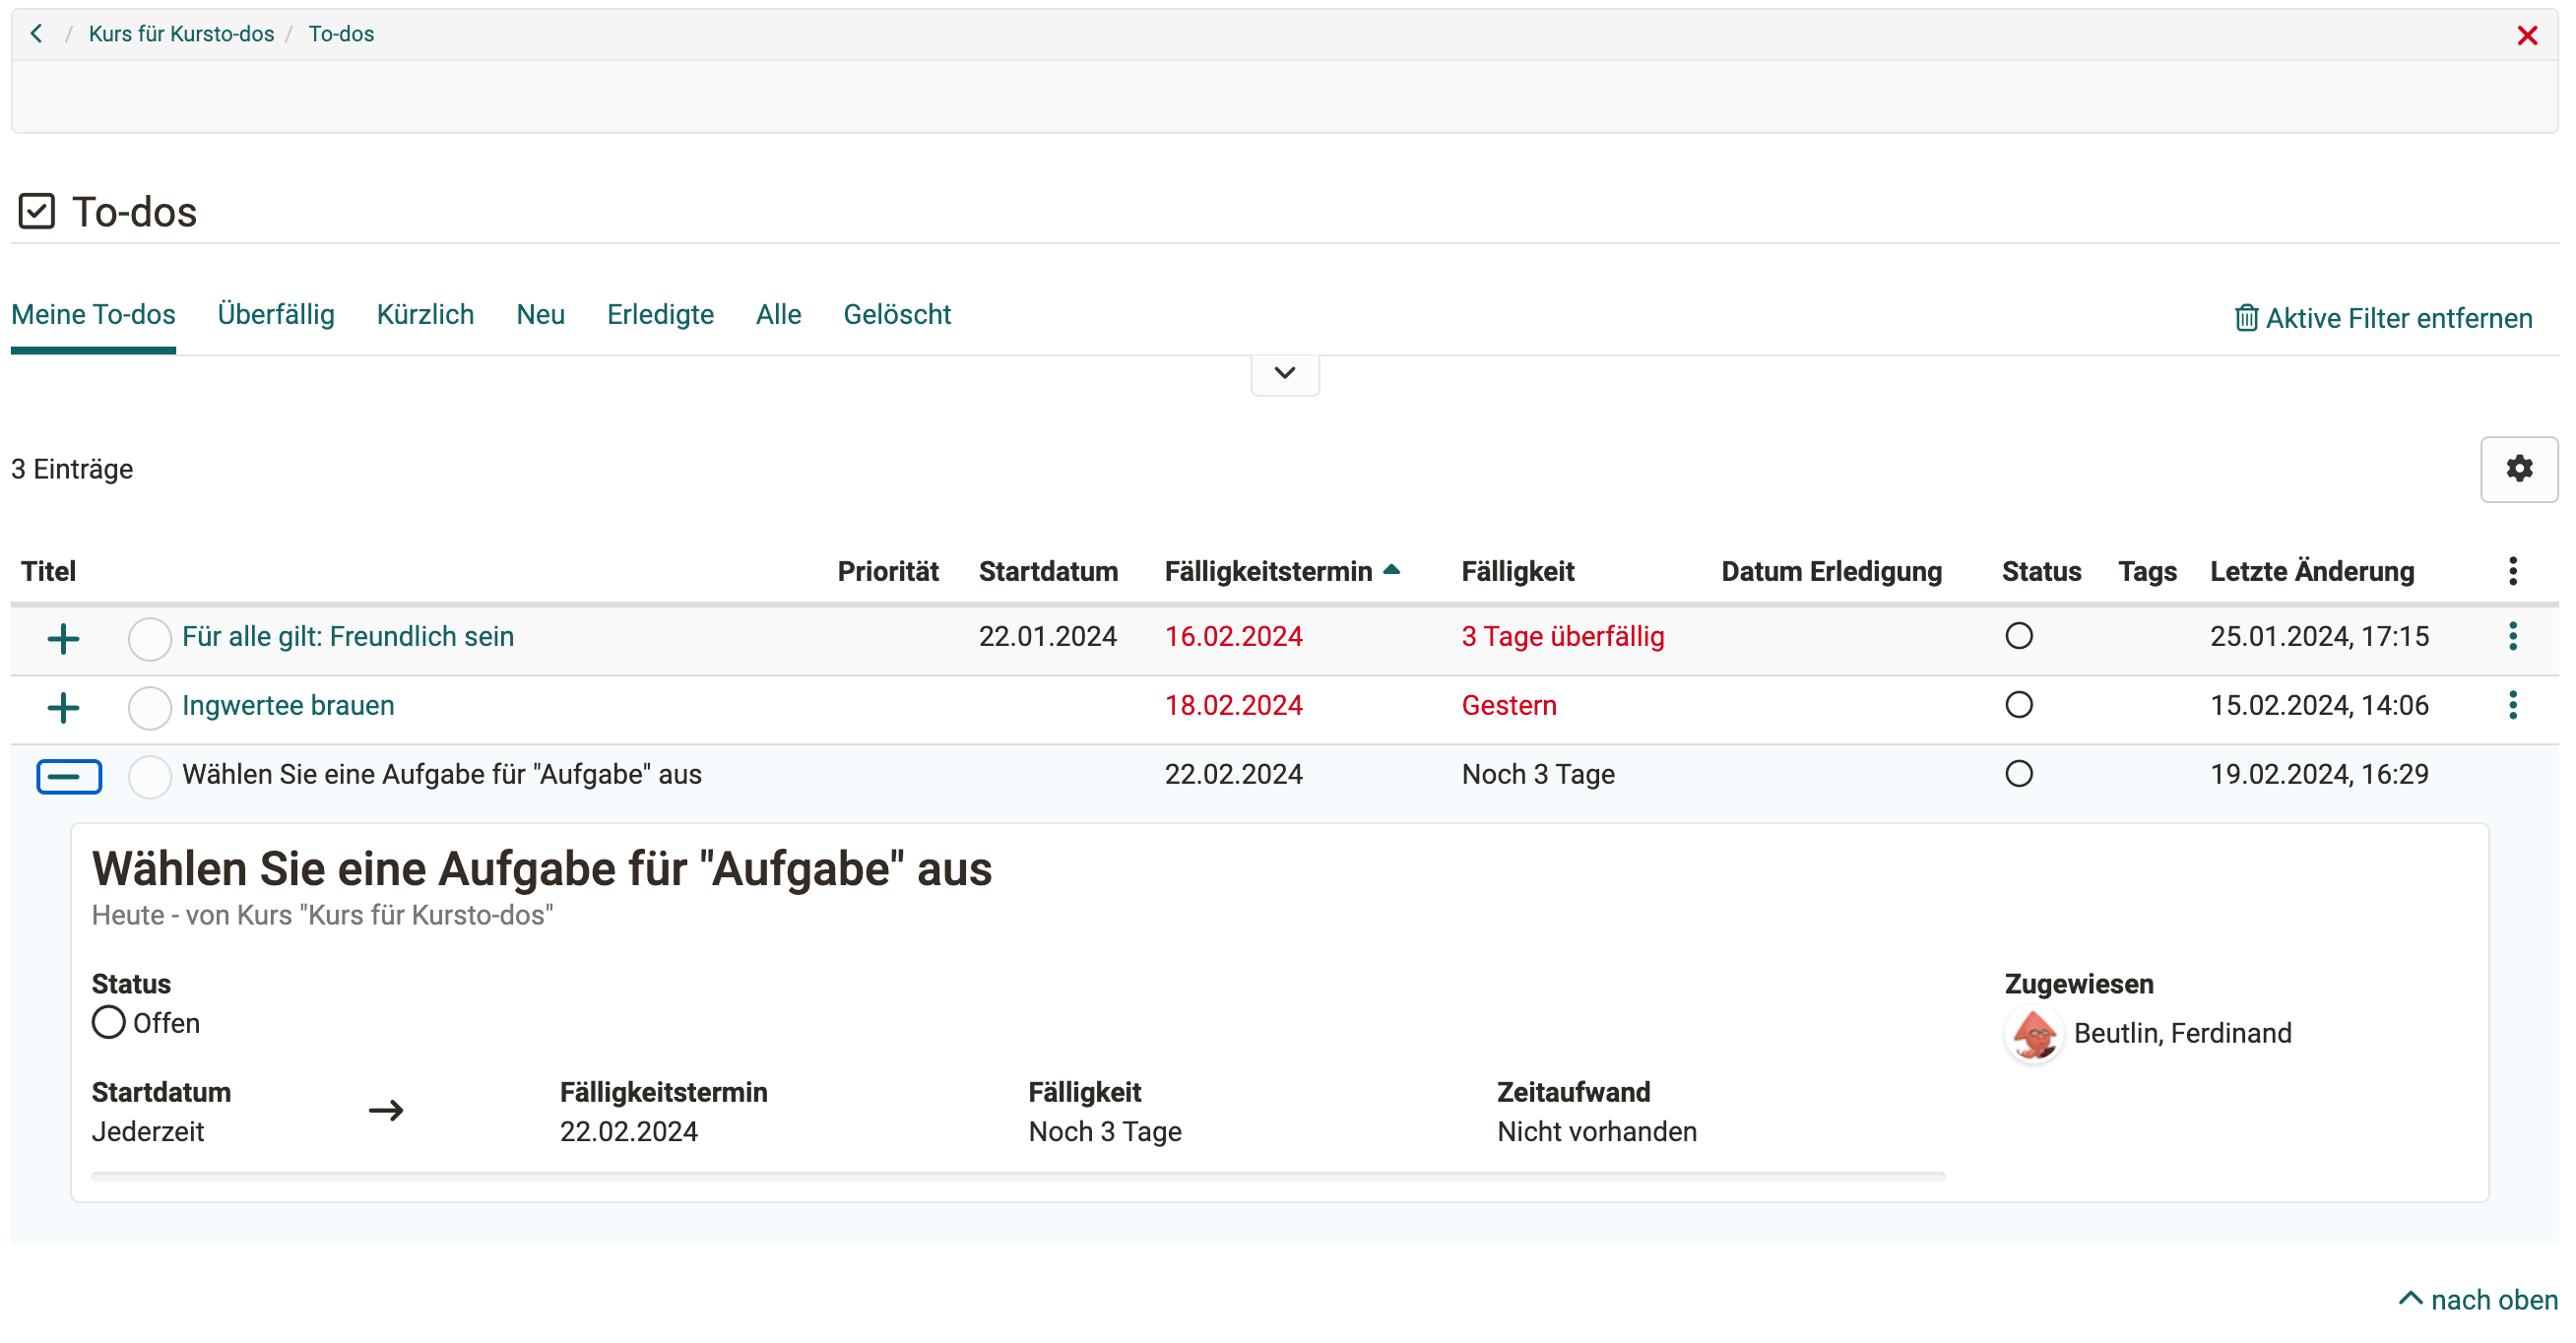 / Kurs für Kursto-dos / To-dos
To-dos
Meine To-dos Überfällig Kürzlich Neu Erledigte Alle Gelöscht Aktive Filter entfernen
3 Einträge
Titel Priorität Startdatum Fälligkeitstermin Fälligkeit Datum Erledigung Status Tags Letzte Änderung
Für alle gilt: Freundlich sein 22.01.2024 16.02.2024 3 Tage überfällig 25.01.2024, 17:15
Ingwertee brauen 18.02.2024 Gestern 15.02.2024, 14:06
Wählen Sie eine Aufgabe für "Aufgabe" aus 22.02.2024 Noch 3 Tage 19.02.2024, 16:29
Wählen Sie eine Aufgabe für "Aufgabe" aus
Heute - von Kurs "Kurs für Kursto-dos"
Status Zugewiesen
Offen Beutlin, Ferdinand
Startdatum Fälligkeitstermin Fälligkeit Zeitaufwand
Jederzeit 22.02.2024 Noch 3 Tage Nicht vorhanden
nach oben